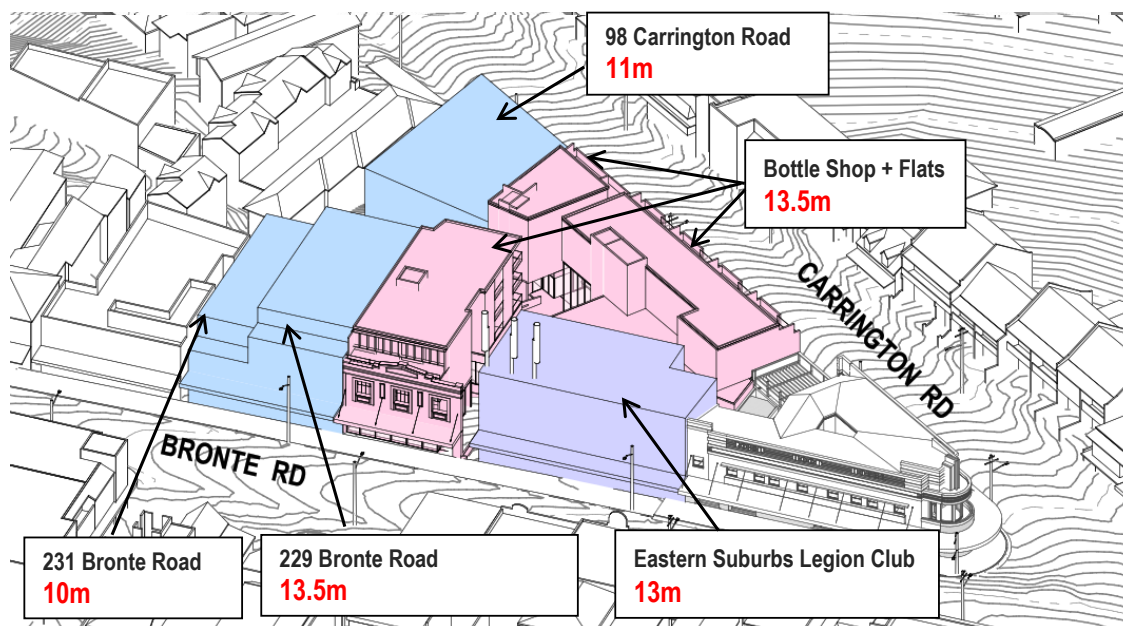 98 Carrington Road
11m
Bottle Shop + Flats
13.5m
CARRINGTON RD
BRONTE RD
231 Bronte Road
10m
229 Bronte Road
13.5m
Eastern Suburbs Legion Club
13m